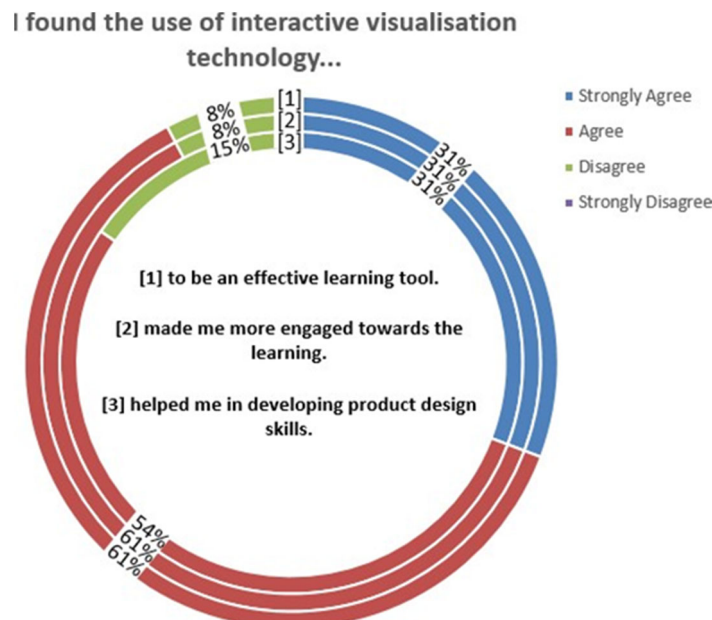 I found the use of interactive visualisation
technology...
Strongly Agree
Agree
Disagree
Strongly Disagree
8%
[1]
8%
[2]
15%
[3]
31%
31%
31%
[1] to be an effective learning tool.
[2] made me more engaged towards the
learning.
[3] helped me in developing product design
skills.
54%
61%
61%